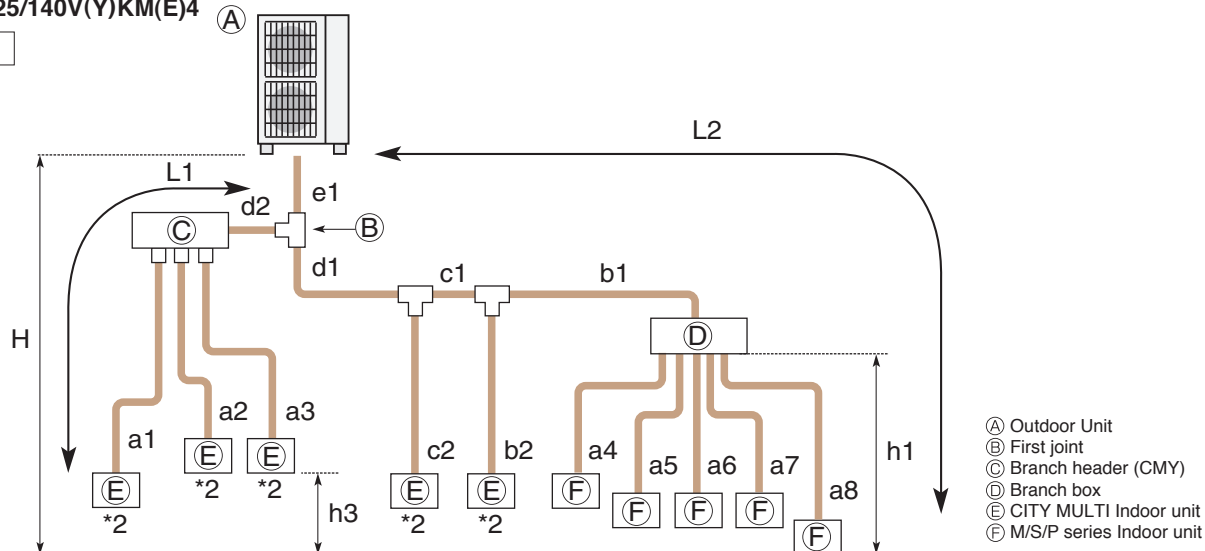 25/140V(Y)KM(E)4
A
L2
L1
e1
d2
C
B
d1
c1
b1
H
D
a1
a2
a3
c2
b2
a4
a5
a6
a7
a8
h1
E
*2
E
*2
E
*2
h3
E
*2
E
*2
F
F
F
F
F
A Outdoor Unit
B First joint
C Branch header (CMY)
D Branch box
E CITY MULTI Indoor unit
F M/S/P series Indoor unit